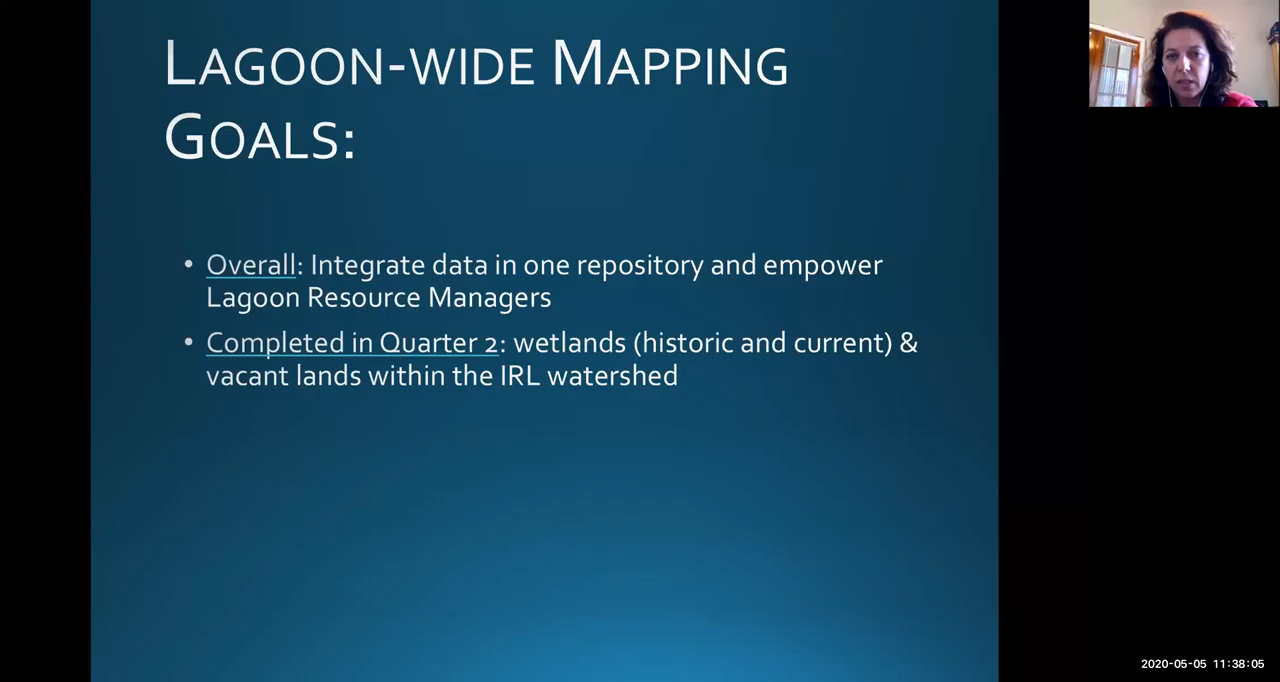 LAGOON-WIDE MAPPING
GOALS:
• Overall: Integrate data in one repository and empower
Lagoon Resource Managers
• Completed in Quarter 2: wetlands (historic and current) &
vacant lands within the IRL watershed
2020-05-05 11:38:05